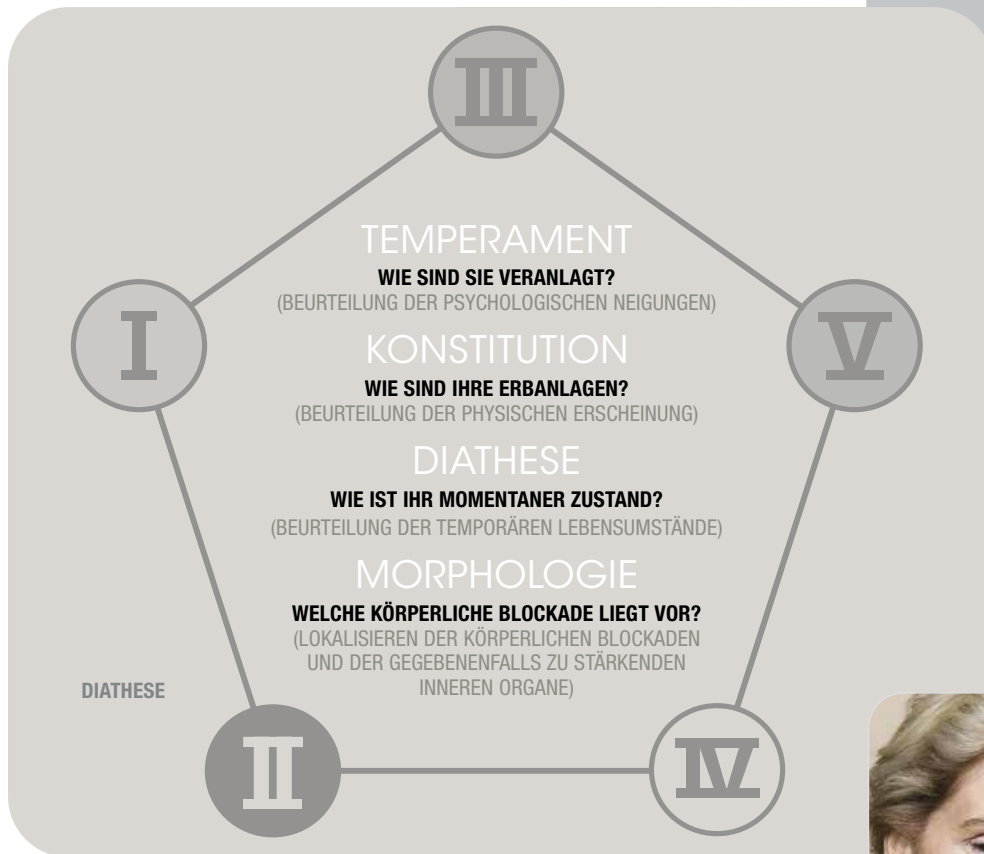 III
TEMPERAMENT
WIE SIND SIE VERANLAGT?
(BEURTEILUNG DER PSYCHOLOGISCHEN NEIGUNGEN)
I
V
KONSTITUTION
WIE SIND IHRE ERBANLAGEN?
(BEURTEILUNG DER PHYSISCHEN ERSCHEINUNG)
DIATHESE
WIE IST IHR MOMENTANER ZUSTAND?
(BEURTEILUNG DER TEMPORÄREN LEBENSUMSTÄNDE)
MORPHOLOGIE
WELCHE KÖRPERLICHE BLOCKADE LIEGT VOR?
(LOKALISIEREN DER KÖRPERLICHEN BLOCKADEN
UND DER GEGEBENENFALLS ZU STÄRKENDEN
INNEREN ORGANE)
DIATHESE
II
IV